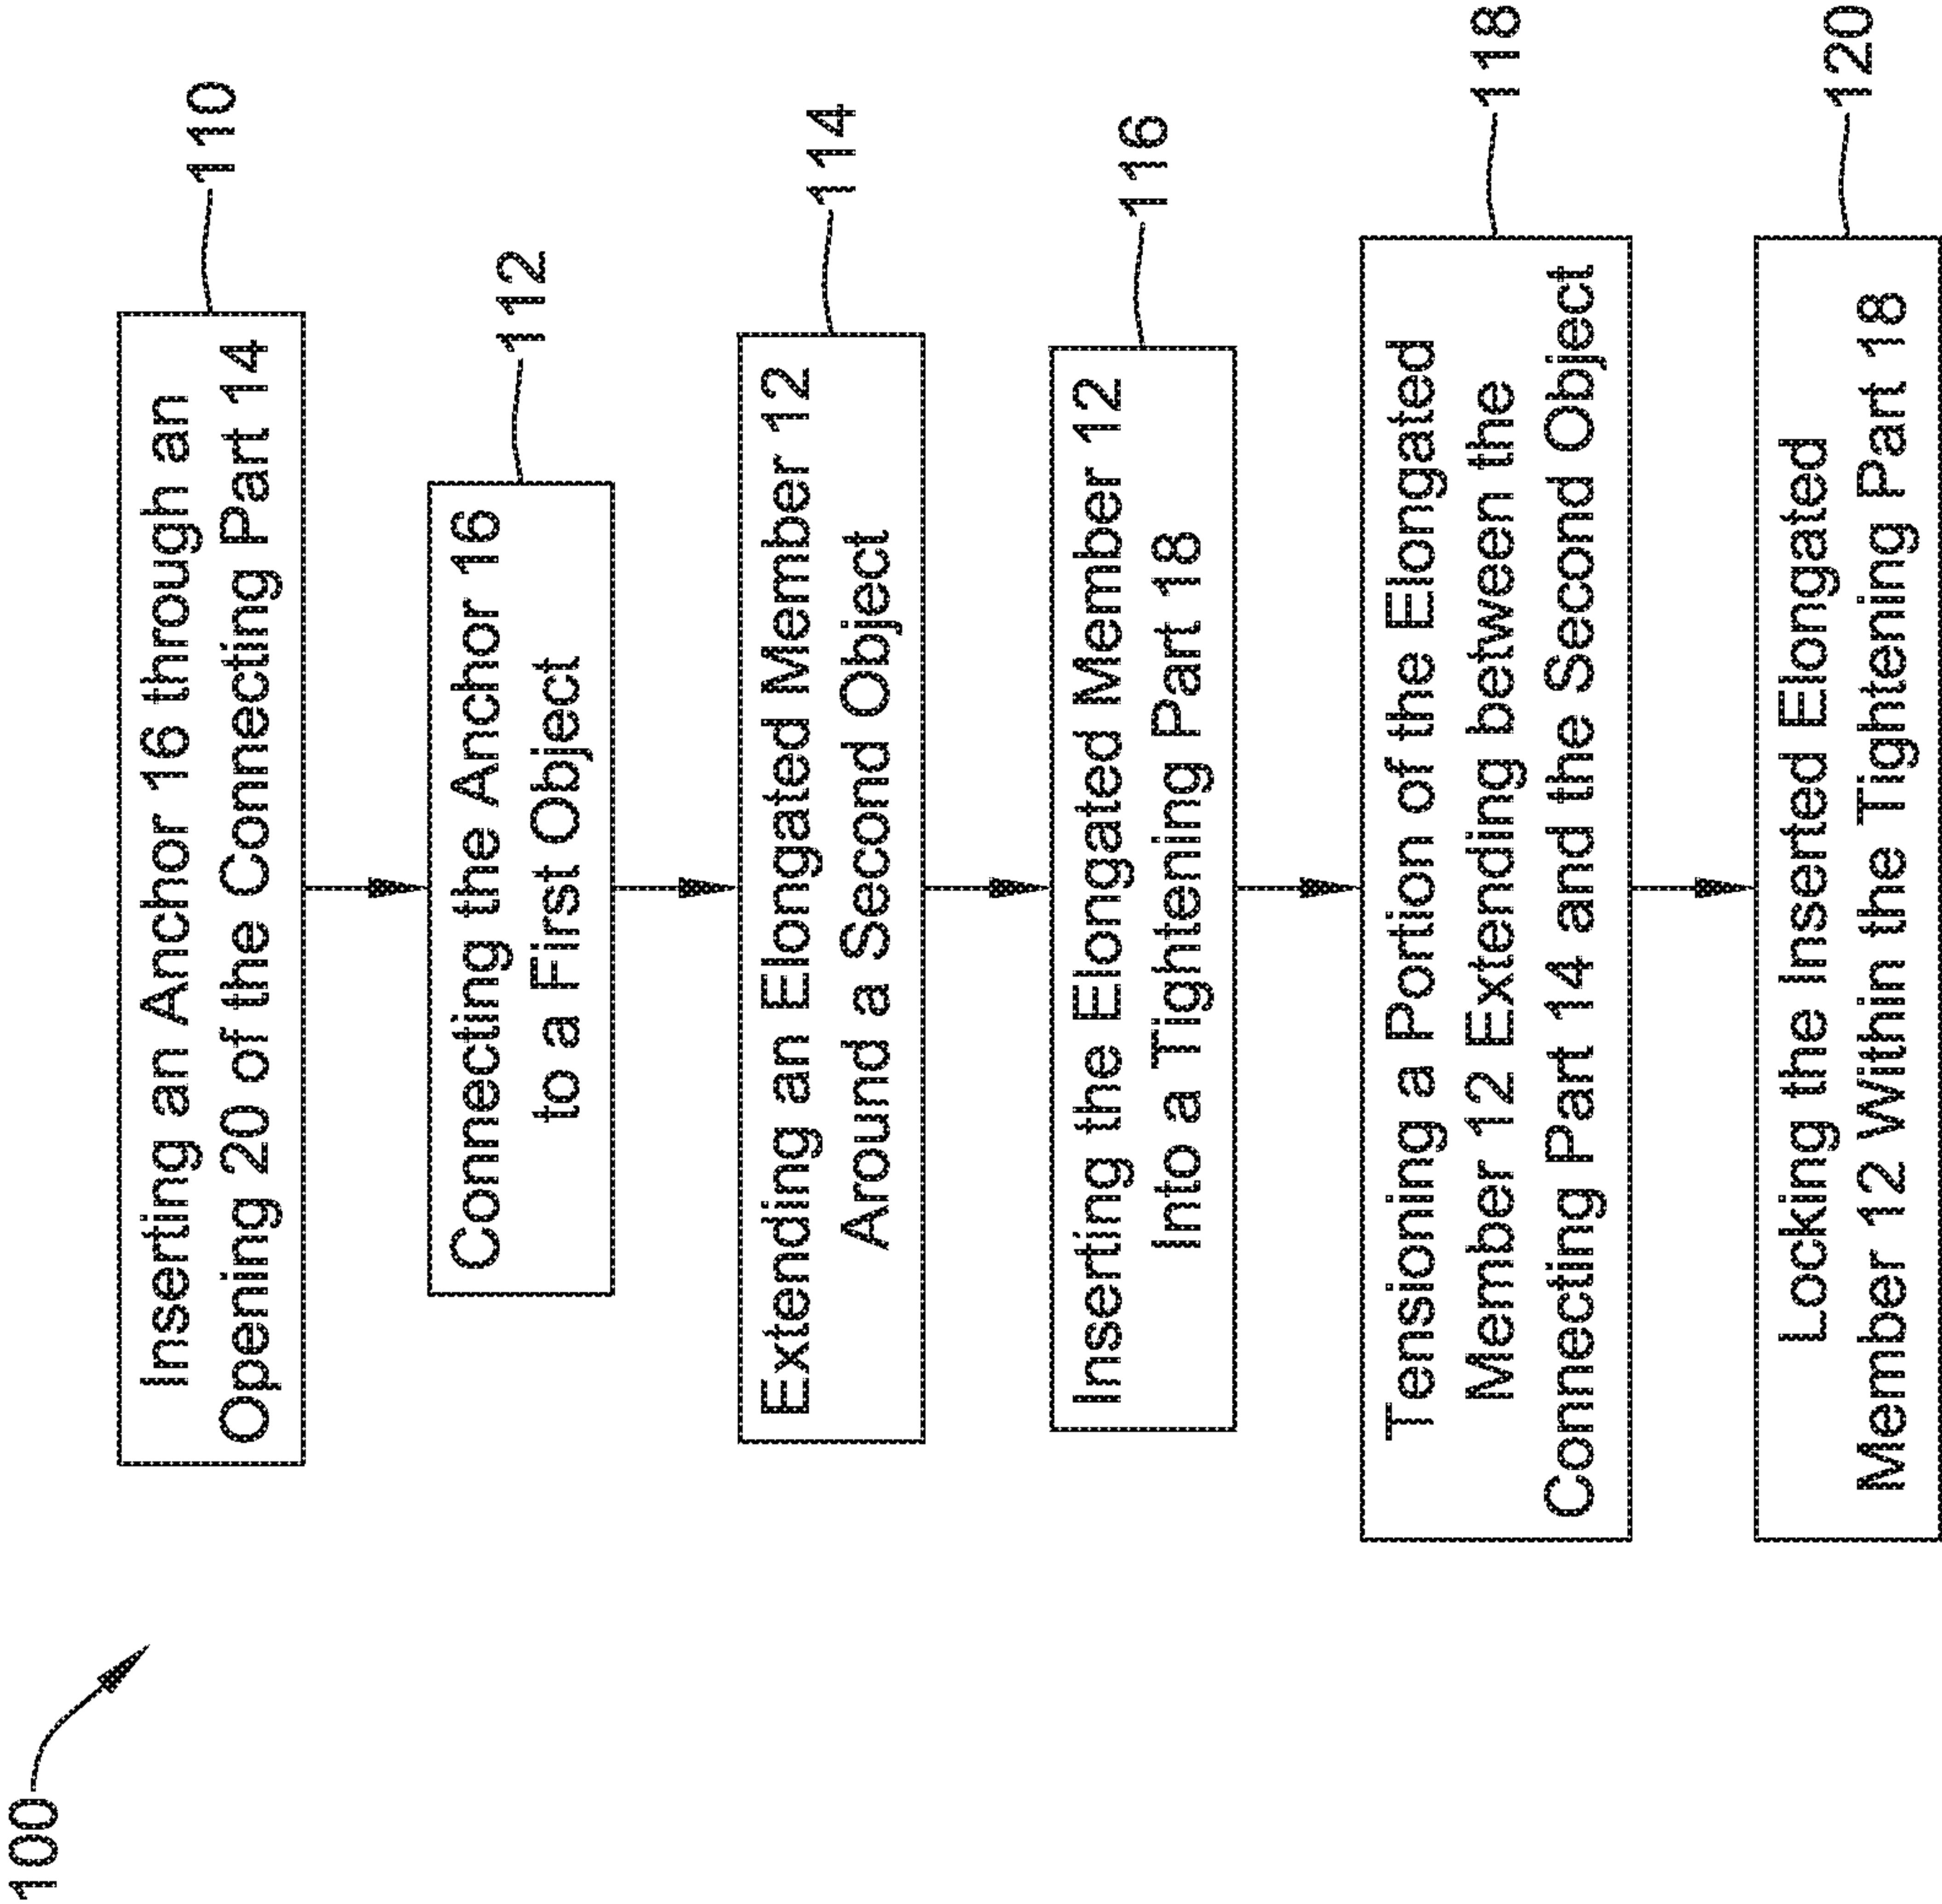 100
Inserting an Anchor 16 through an
Opening 20 of the Connecting Part 14
110
Connecting the Anchor 16
to a First Object
112
Extending an Elongated Member 12
Around a Second Object
114
Inserting the Elongated Member 12
Into a Tightening Part 18
116
Tensioning a Portion of the Elongated
Member 12 Extending between the
Connecting Part 14 and the Second Object
118
Locking the Inserted Elongated
Member 12 Within the Tightening Part 18
120